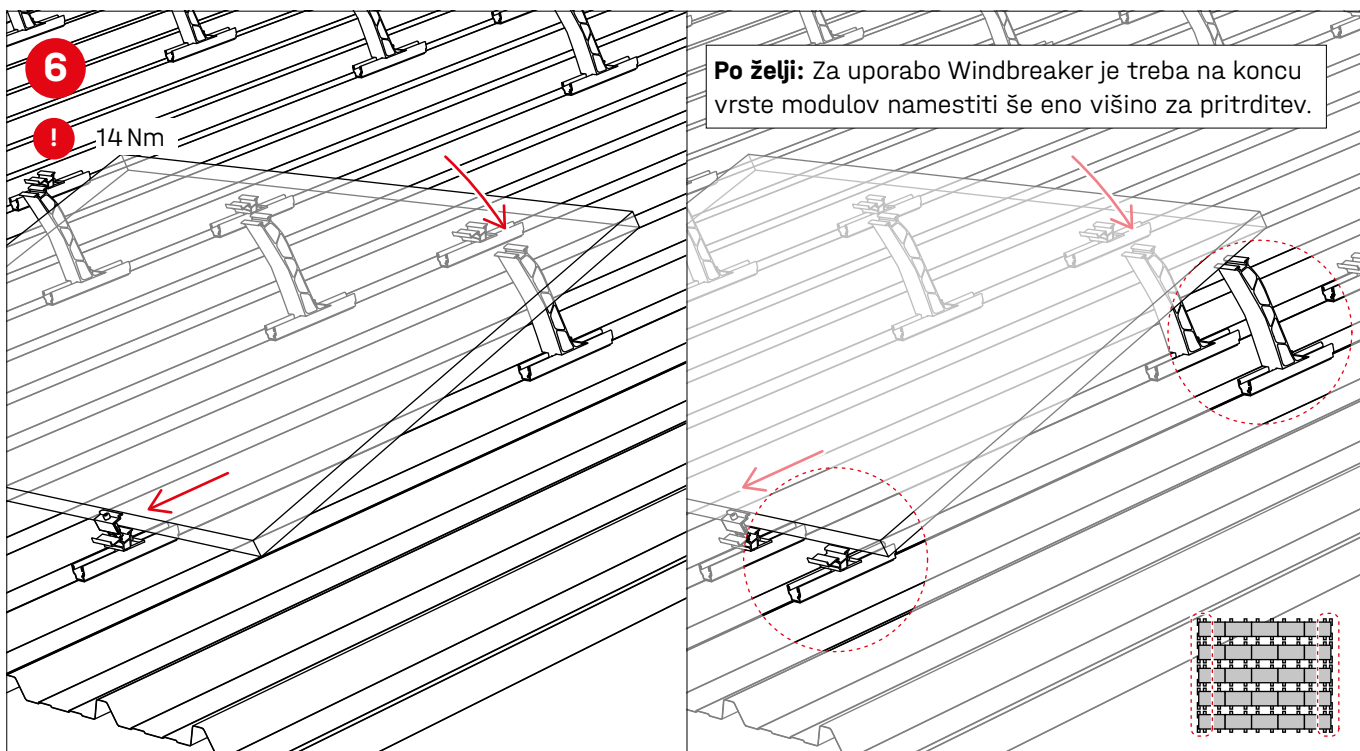 6
! 14 Nm
Po želji: Za uporabo Windbreaker je treba na koncu
vrste modulov namestiti še eno višino za pritrditev.